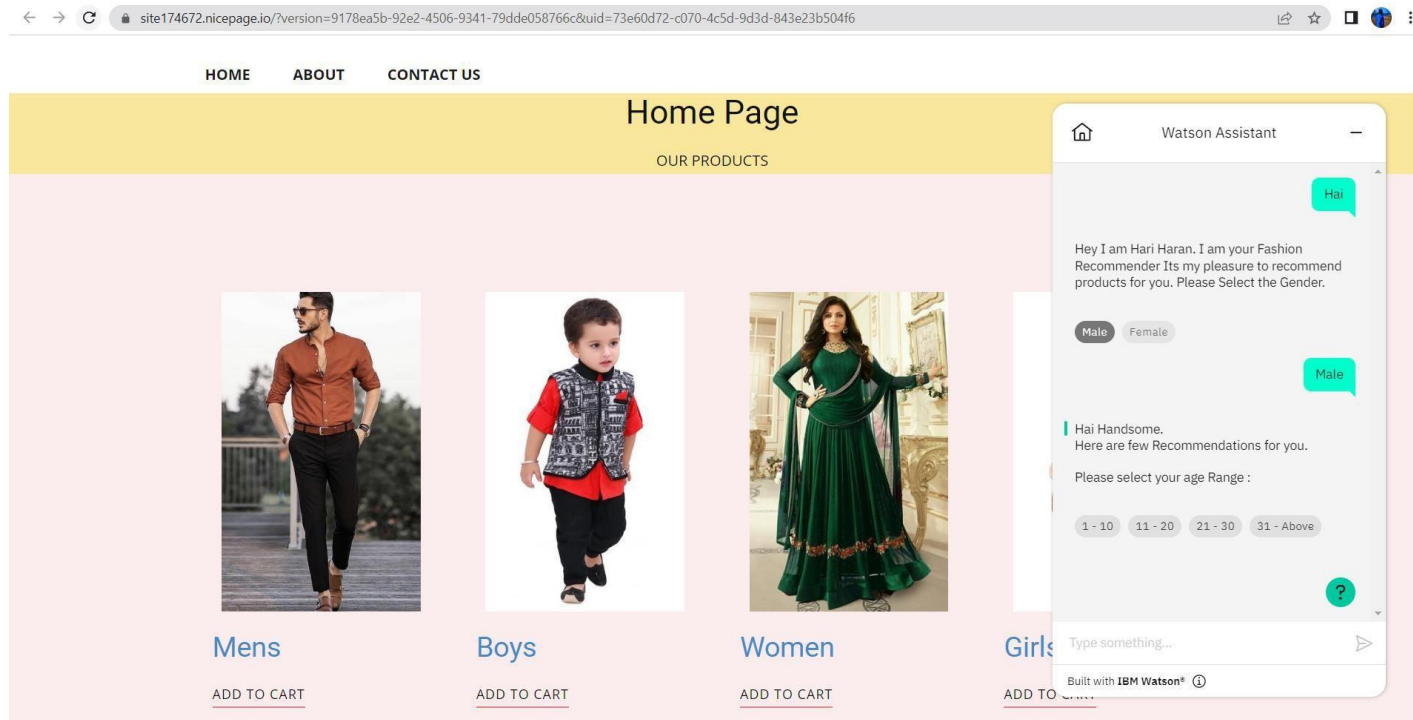 site174672.nicepage.io/?version=9178ea5b-92e2-4506-9341-79dde058766c&uid=73e60d72-c070-4c5d-9d3d-843e23b504f6
HOME ABOUT CONTACT US
Home Page
OUR PRODUCTS
Mens
ADD TO CART
Boys
ADD TO CART
Women
ADD TO CART
Girls
ADD TO CART
Watson Assistant
Hai
Hey I am Hari Haran. I am your Fashion
Recommender Its my pleasure to recommend
products for you. Please Select the Gender.
Male Female
Male
Hai Handsome.
Here are few Recommendations for you.
Please select your age Range :
1 - 10 11 - 20 21 - 30 31 - Above
?
Type something...
Built with IBM Watson®